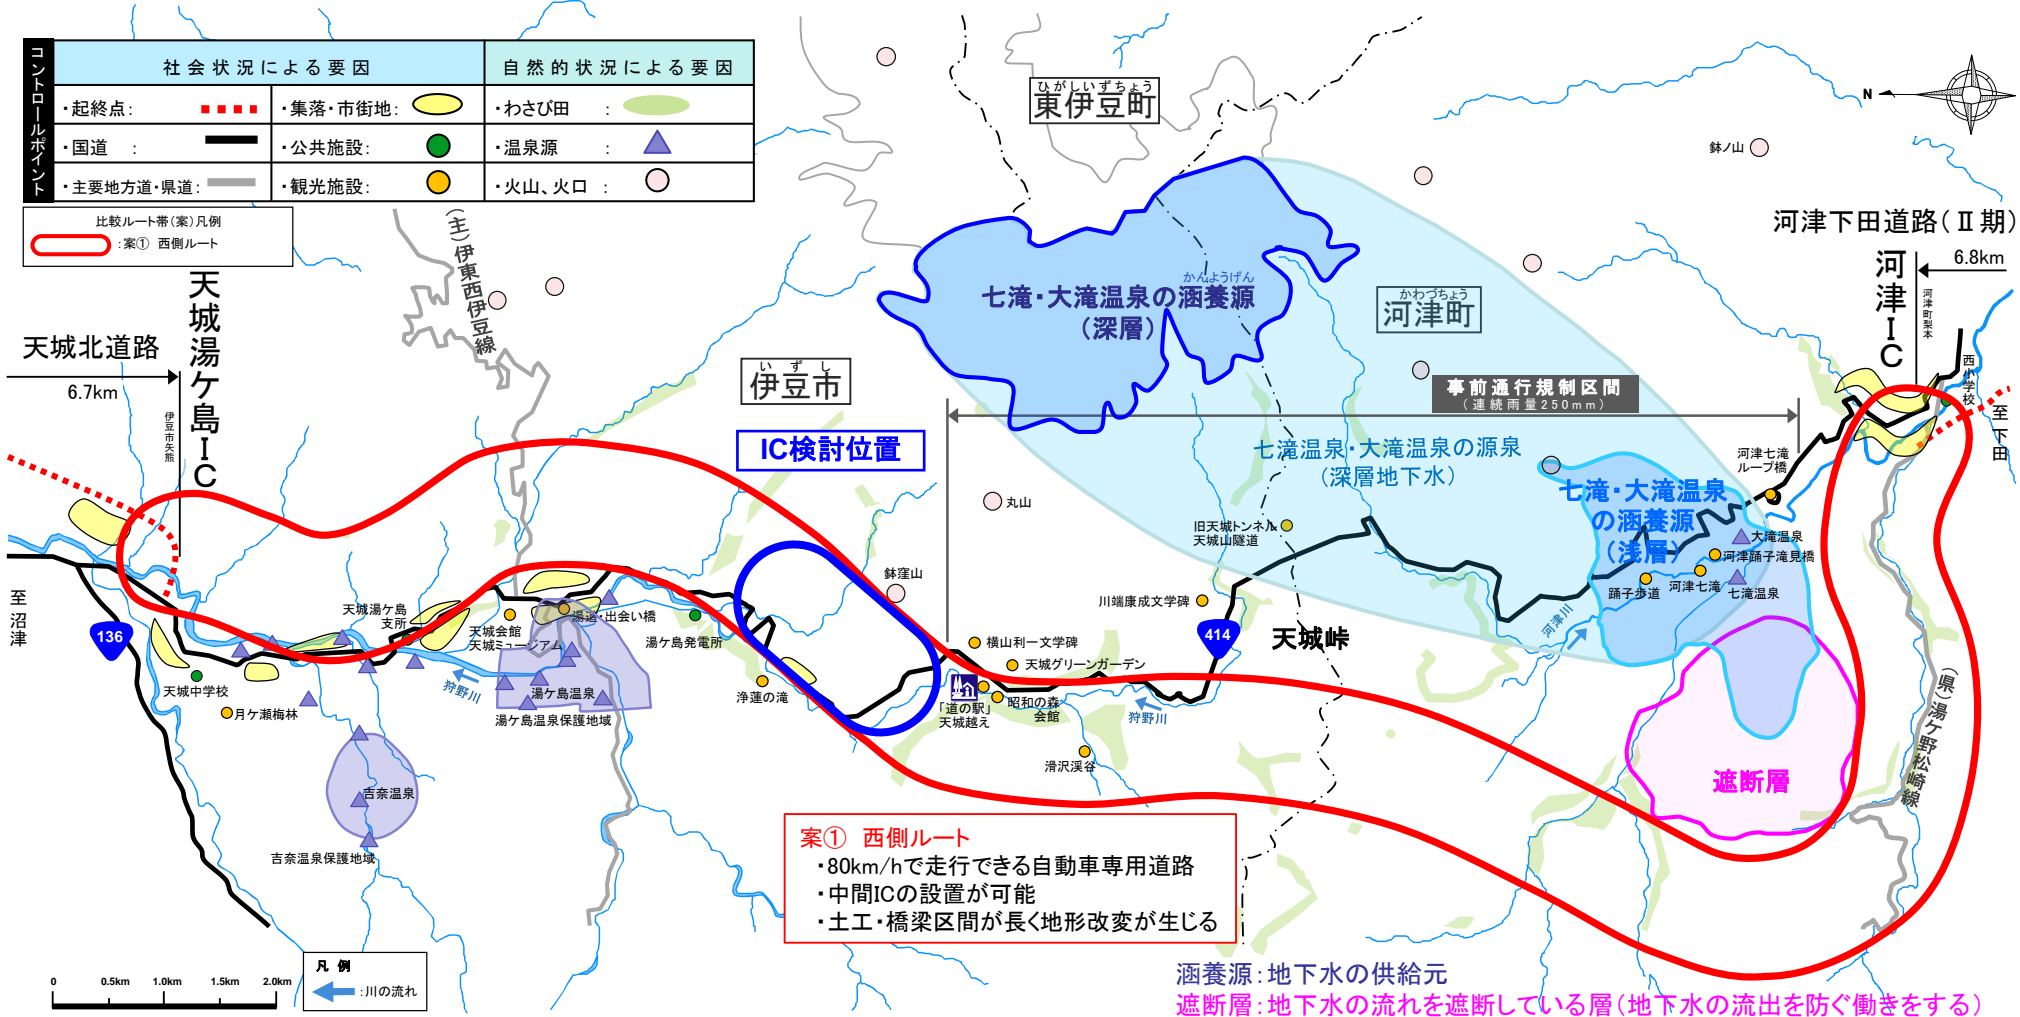 コントロールポイント
社会状況による要因
自然的状況による要因
・起終点:
・集落・市街地:
・わさび田 :
・国道 :
・公共施設:
・温泉源 :
・主要地方道・県道:
・観光施設:
・火山、火口 :
比較ルート帯(案)凡例
:案① 西側ルート
天城北道路
6.7km
天城湯ケ島IC
伊豆市矢熊
(主)伊東西伊豆線
いずし
伊豆市
ひがしいずちょう
東伊豆町
かわづちょう
河津町
N
鉢ノ山
河津下田道路(Ⅱ期)
6.8km
河津IC
河津町梨本
西小学校
至下田
かんようげん
七滝・大滝温泉の涵養源
(深層)
事前通行規制区間
(連続雨量250mm)
七滝温泉・大滝温泉の源泉
(深層地下水)
七滝・大滝温泉
の涵養源
(浅層)
河津七滝
ループ橋
大滝温泉
河津踊子滝見橋
河津七滝
踊子歩道
七滝温泉
河津川
遮断層
(県)湯ケ野松崎線
IC検討位置
丸山
鉢窪山
旧天城トンネル
天城山隧道
川端康成文学碑
414
天城峠
横山利一文学碑
天城グリーンガーデン
「道の駅」
天城越え
昭和の森
会館
狩野川
滑沢渓谷
至沼津
136
天城湯ケ島
支所
天城会館
天城ミュージアム
湯道・出会い橋
湯ケ島発電所
浄蓮の滝
天城中学校
月ケ瀬梅林
狩野川
湯ケ島温泉
湯ケ島温泉保護地域
吉奈温泉
吉奈温泉保護地域
案① 西側ルート
・80km/hで走行できる自動車専用道路
・中間ICの設置が可能
・土工・橋梁区間が長く地形改変が生じる
0 0.5km 1.0km 1.5km 2.0km
凡 例
:川の流れ
涵養源:地下水の供給元
遮断層:地下水の流れを遮断している層(地下水の流出を防ぐ働きをする)